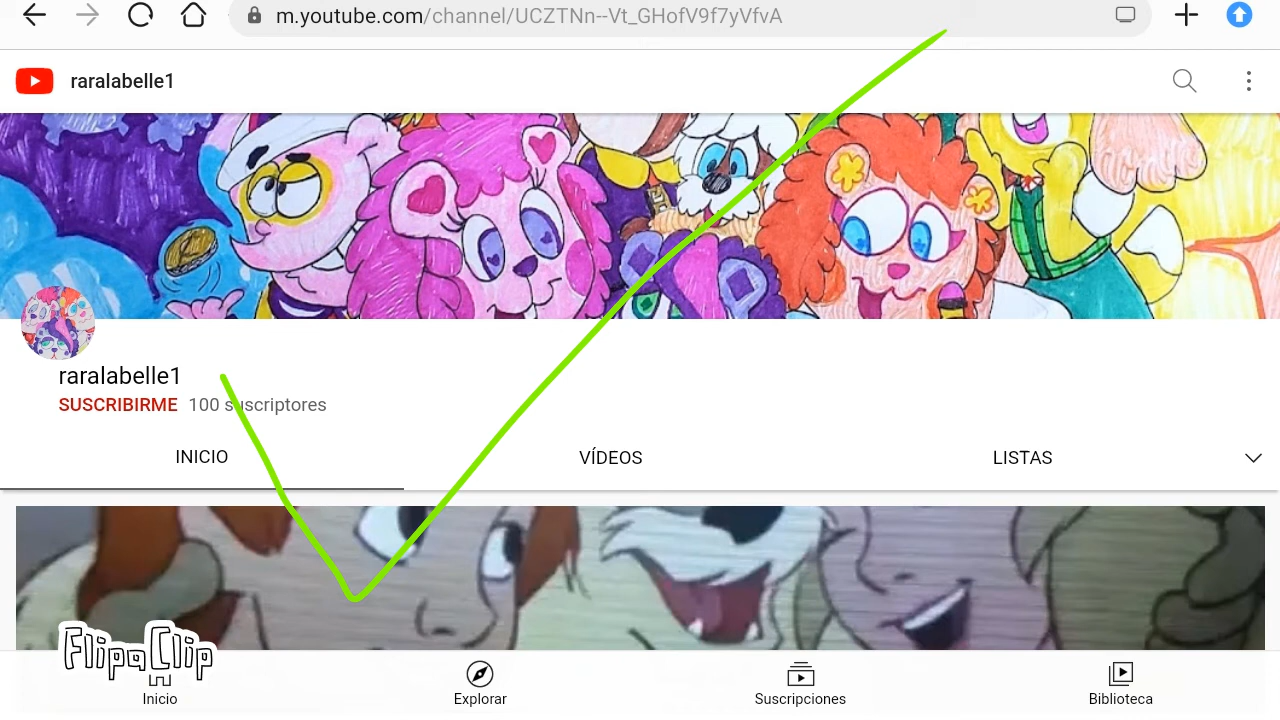 m.youtube.com/channel/UCZTNn--Vt_GHofV9f7yVfvA
raralabelle1
raralabelle1
SUSCRIBIRME 100 suscriptores
INICIO VÍDEOS LISTAS
FlipaClip
Inicio Explorar Suscripciones Biblioteca